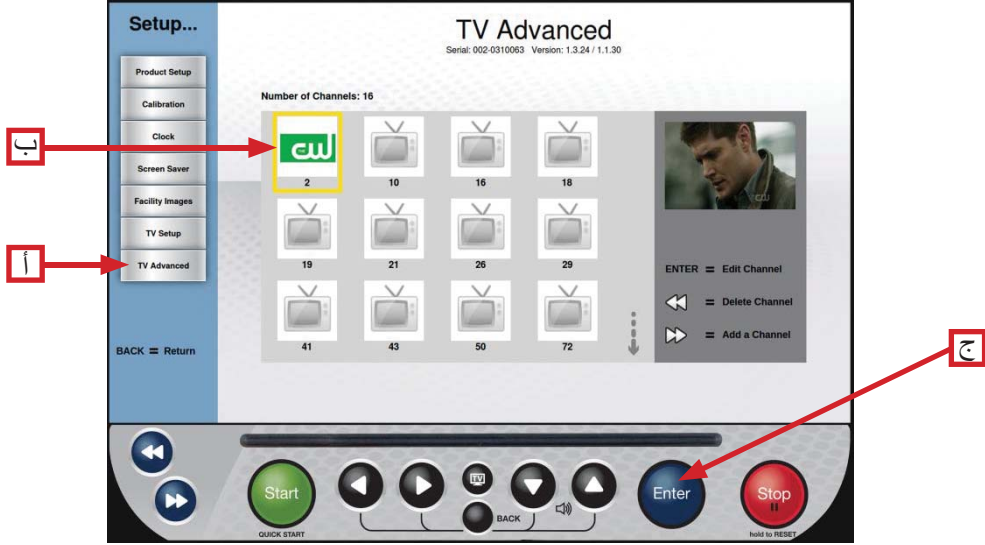 Setup...
TV Advanced
Serial: 002-0310063 Version: 1.3.24 / 1.1.30
Product Setup
Calibration
Clock
Screen Saver
Facility Images
TV Setup
TV Advanced
BACK = Return
Number of Channels: 16
THE CW
2 10 16 18
19 21 26 29
41 43 50 72
CW
ENTER = Edit Channel
= Delete Channel
= Add a Channel
ب
أ
ج
Start
QUICK START
TV
BACK
Enter
Stop
hold to RESET